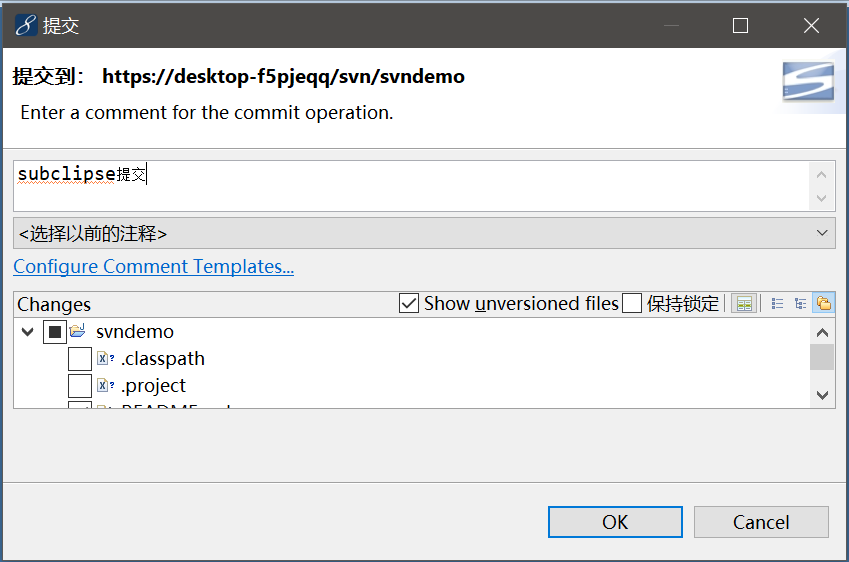 提交
提交到： https://desktop-f5pjeqq/svn/svndemo
Enter a comment for the commit operation.
subclipse提交
<选择以前的注释>
Configure Comment Templates...
Changes Show unversioned files 保持锁定
svndemo
.classpath
.project
OK Cancel